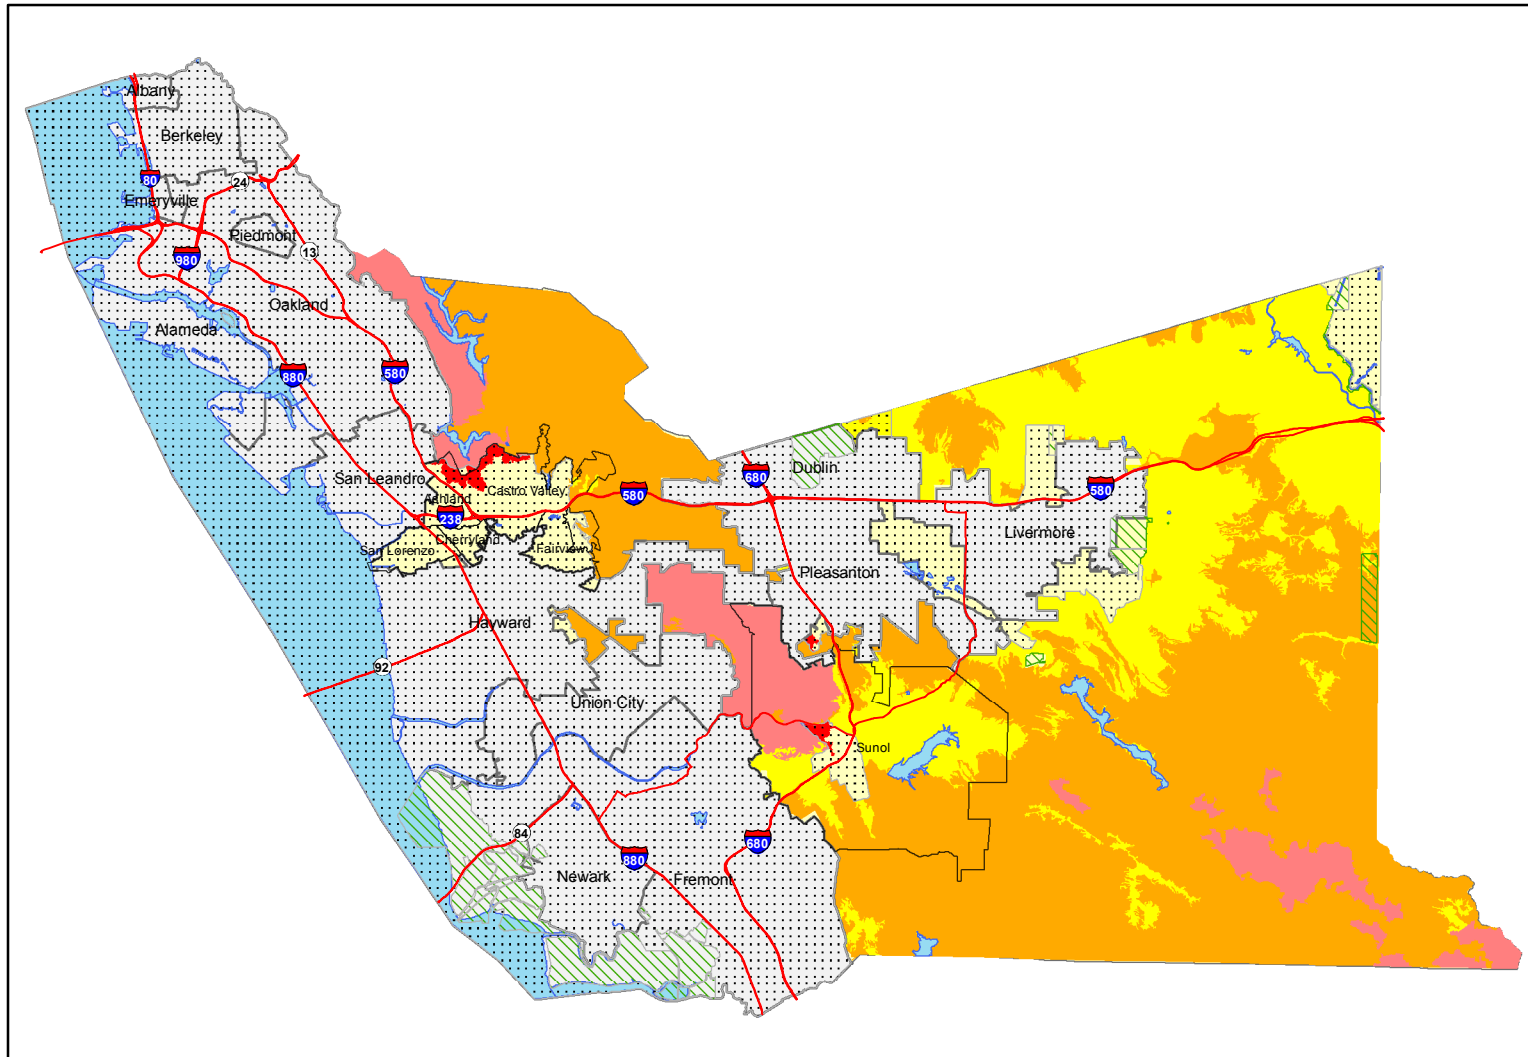 Albany
Berkeley
80
24
Emeryville
Piedmont
13
980
Oakland
Alameda
880
580
San Leandro
Ashland
Castro Valley
238
580
680
Dublin
580
Cherryland
San Lorenzo
Fairview
Livermore
Pleasanton
Hayward
92
Union City
Sunol
84
880
680
Newark
Fremont